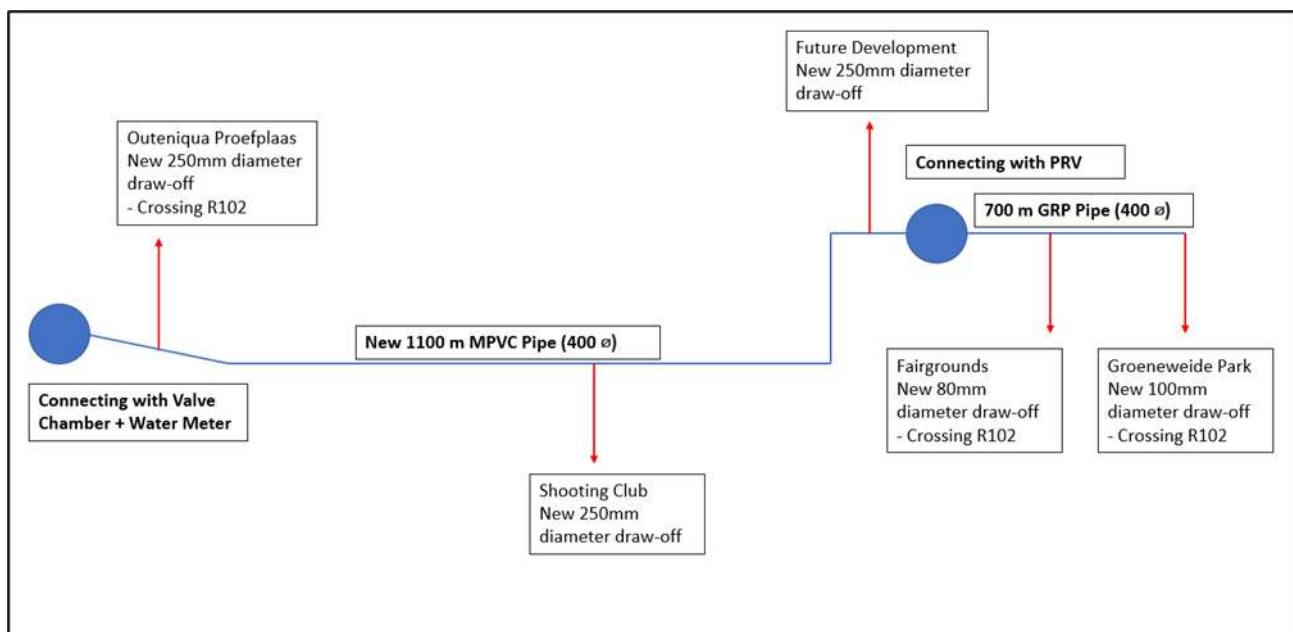 Future Development
New 250mm diameter
draw-off
Outeniqua Proefplaas
New 250mm diameter
draw-off
- Crossing R102
Connecting with PRV
700 m GRP Pipe (400 ø)
New 1100 m MPVC Pipe (400 ø)
Connecting with Valve
Chamber + Water Meter
Fairgrounds
New 80mm
diameter draw-off
- Crossing R102
Groeneweide Park
New 100mm
diameter draw-off
- Crossing R102
Shooting Club
New 250mm
diameter draw-off